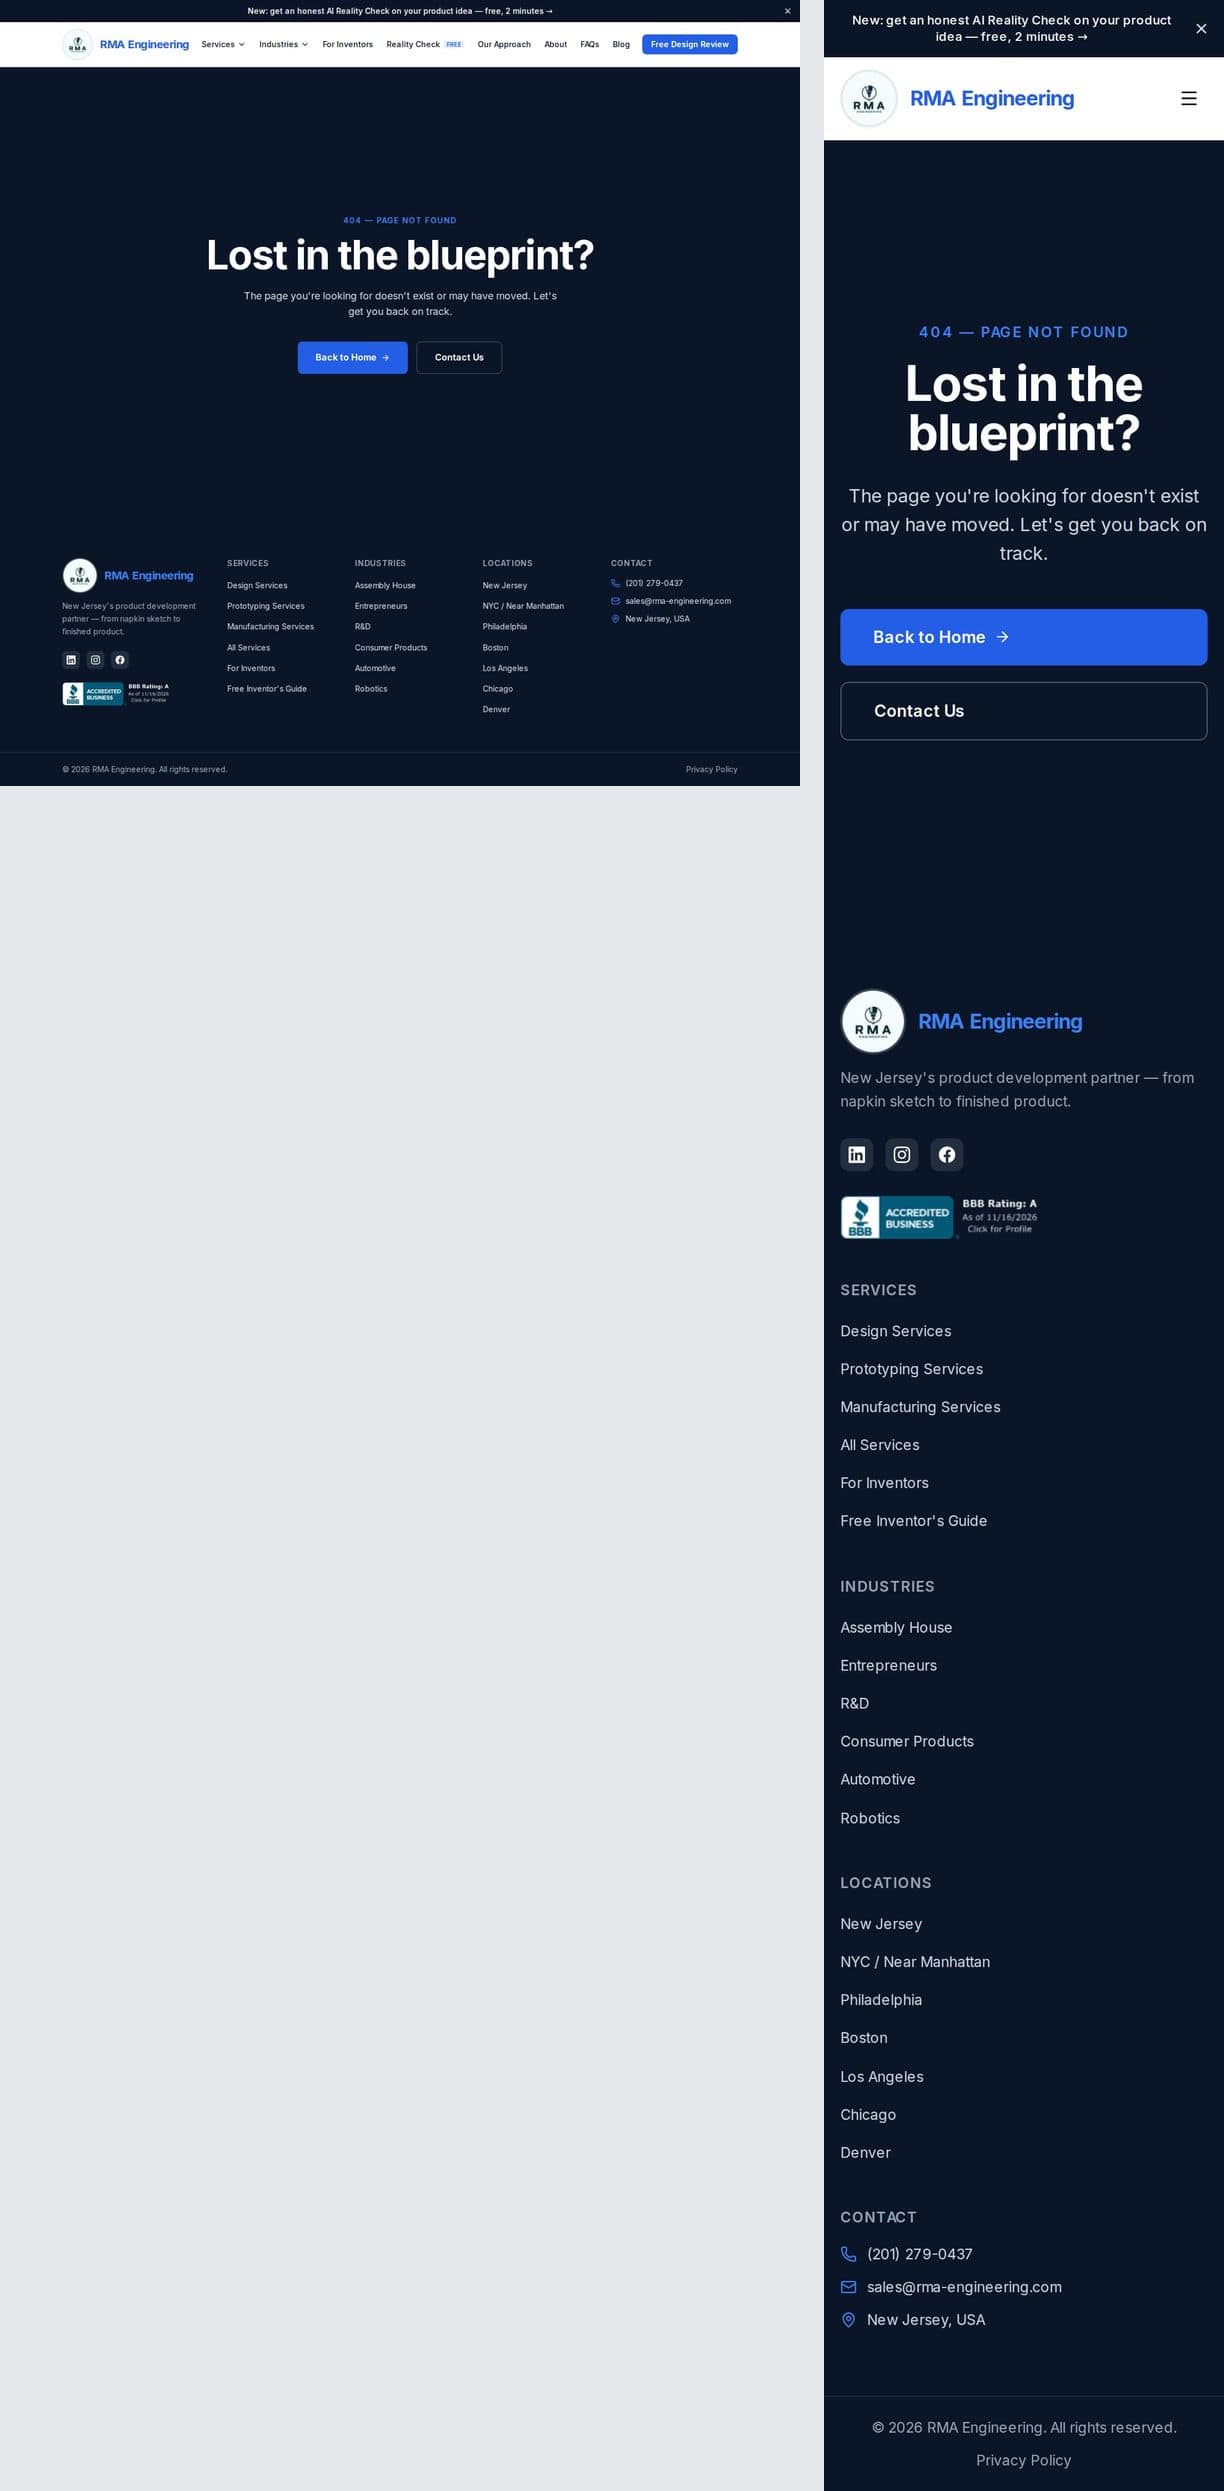 New: get an honest AI Reality Check on your product idea — free, 2 minutes →
✕
RMA
ENGINEERING
RMA Engineering
Services
Industries
For Inventors
Reality Check FREE
Our Approach
About
FAQs
Blog
Free Design Review
404 — PAGE NOT FOUND
Lost in the blueprint?
The page you're looking for doesn't exist or may have moved. Let's
get you back on track.
Back to Home →
Contact Us
RMA
ENGINEERING
RMA Engineering
New Jersey's product development
partner — from napkin sketch to
finished product.
BBB
ACCREDITED
BUSINESS
BBB Rating: A
As of 11/16/2026
Click for Profile
SERVICES
Design Services
Prototyping Services
Manufacturing Services
All Services
For Inventors
Free Inventor's Guide
INDUSTRIES
Assembly House
Entrepreneurs
R&D
Consumer Products
Automotive
Robotics
LOCATIONS
New Jersey
NYC / Near Manhattan
Philadelphia
Boston
Los Angeles
Chicago
Denver
CONTACT
(201) 279-0437
sales@rma-engineering.com
New Jersey, USA
© 2026 RMA Engineering. All rights reserved.
Privacy Policy
New: get an honest AI Reality Check on your product
idea — free, 2 minutes →
✕
RMA
ENGINEERING
RMA Engineering
404 — PAGE NOT FOUND
Lost in the
blueprint?
The page you're looking for doesn't exist
or may have moved. Let's get you back on
track.
Back to Home →
Contact Us
RMA
ENGINEERING
RMA Engineering
New Jersey's product development partner — from
napkin sketch to finished product.
BBB
ACCREDITED
BUSINESS
BBB Rating: A
As of 11/16/2026
Click for Profile
SERVICES
Design Services
Prototyping Services
Manufacturing Services
All Services
For Inventors
Free Inventor's Guide
INDUSTRIES
Assembly House
Entrepreneurs
R&D
Consumer Products
Automotive
Robotics
LOCATIONS
New Jersey
NYC / Near Manhattan
Philadelphia
Boston
Los Angeles
Chicago
Denver
CONTACT
(201) 279-0437
sales@rma-engineering.com
New Jersey, USA
© 2026 RMA Engineering. All rights reserved.
Privacy Policy